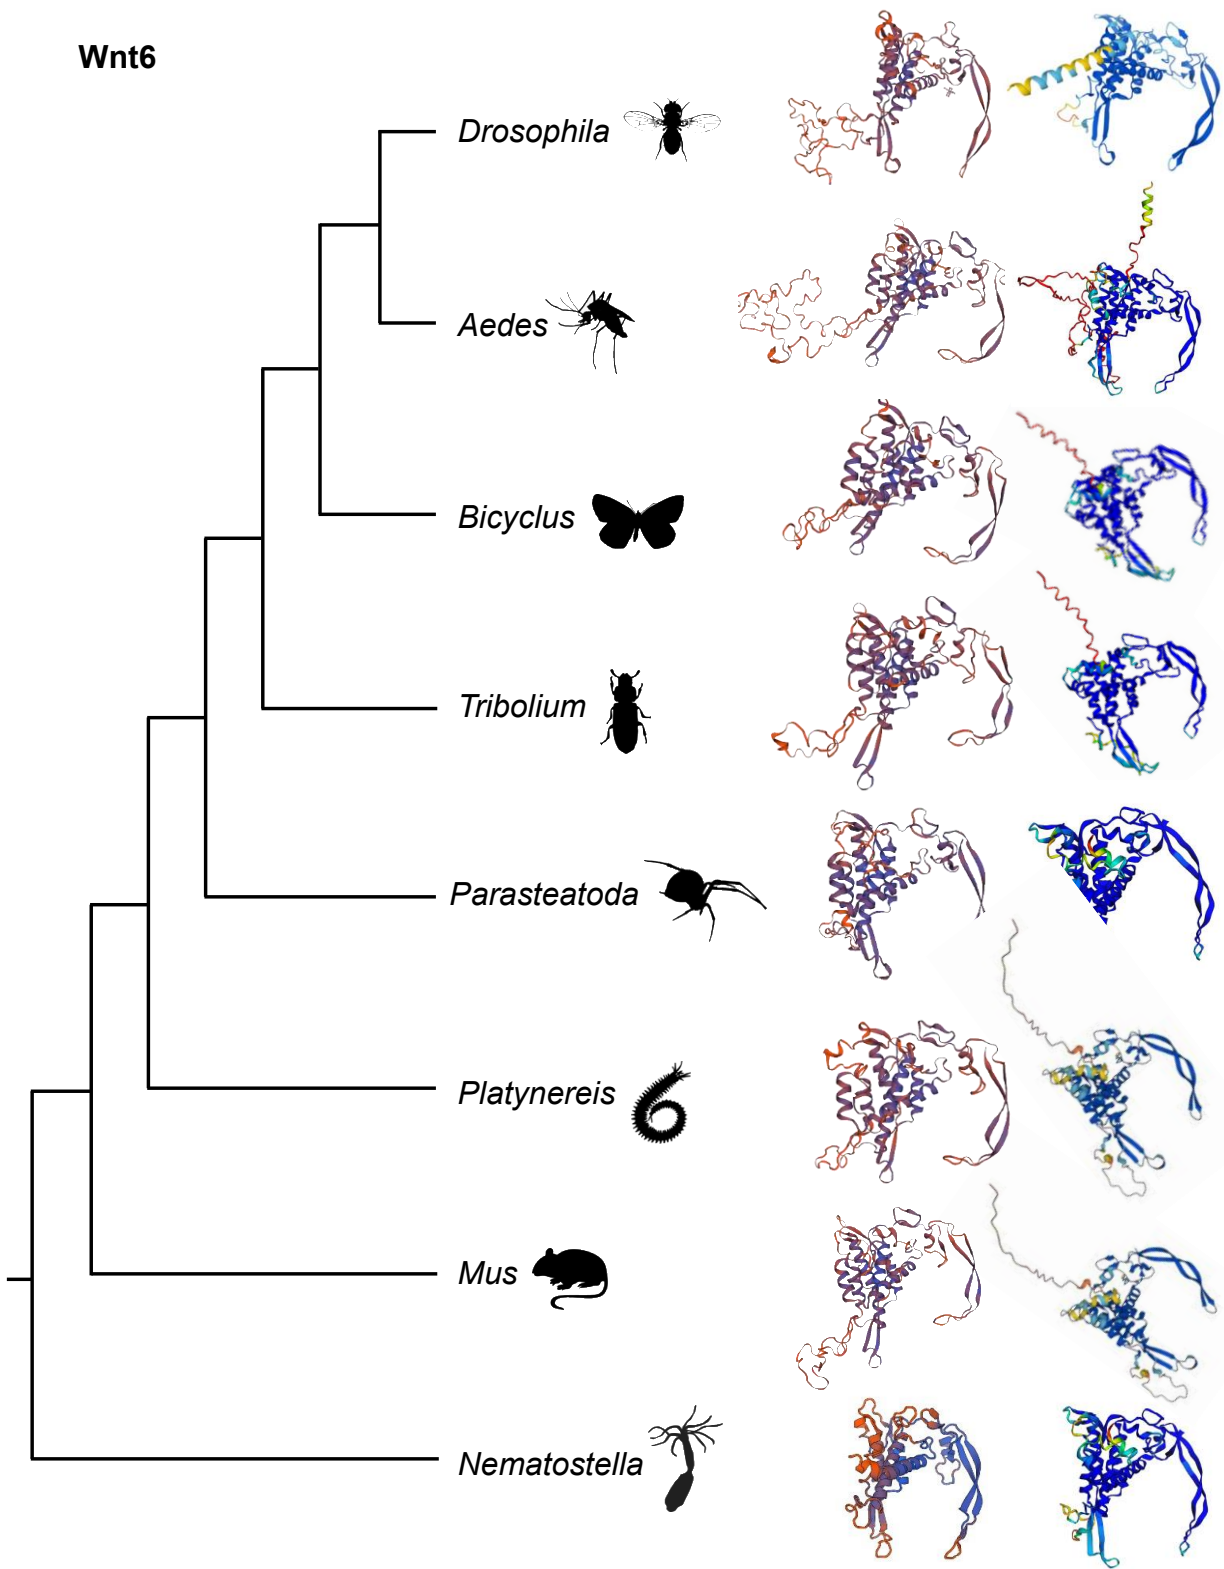 Wnt6
Drosophila
Aedes
Bicyclus
Tribolium
Parasteatoda
Platynereis
Mus
Nematostella